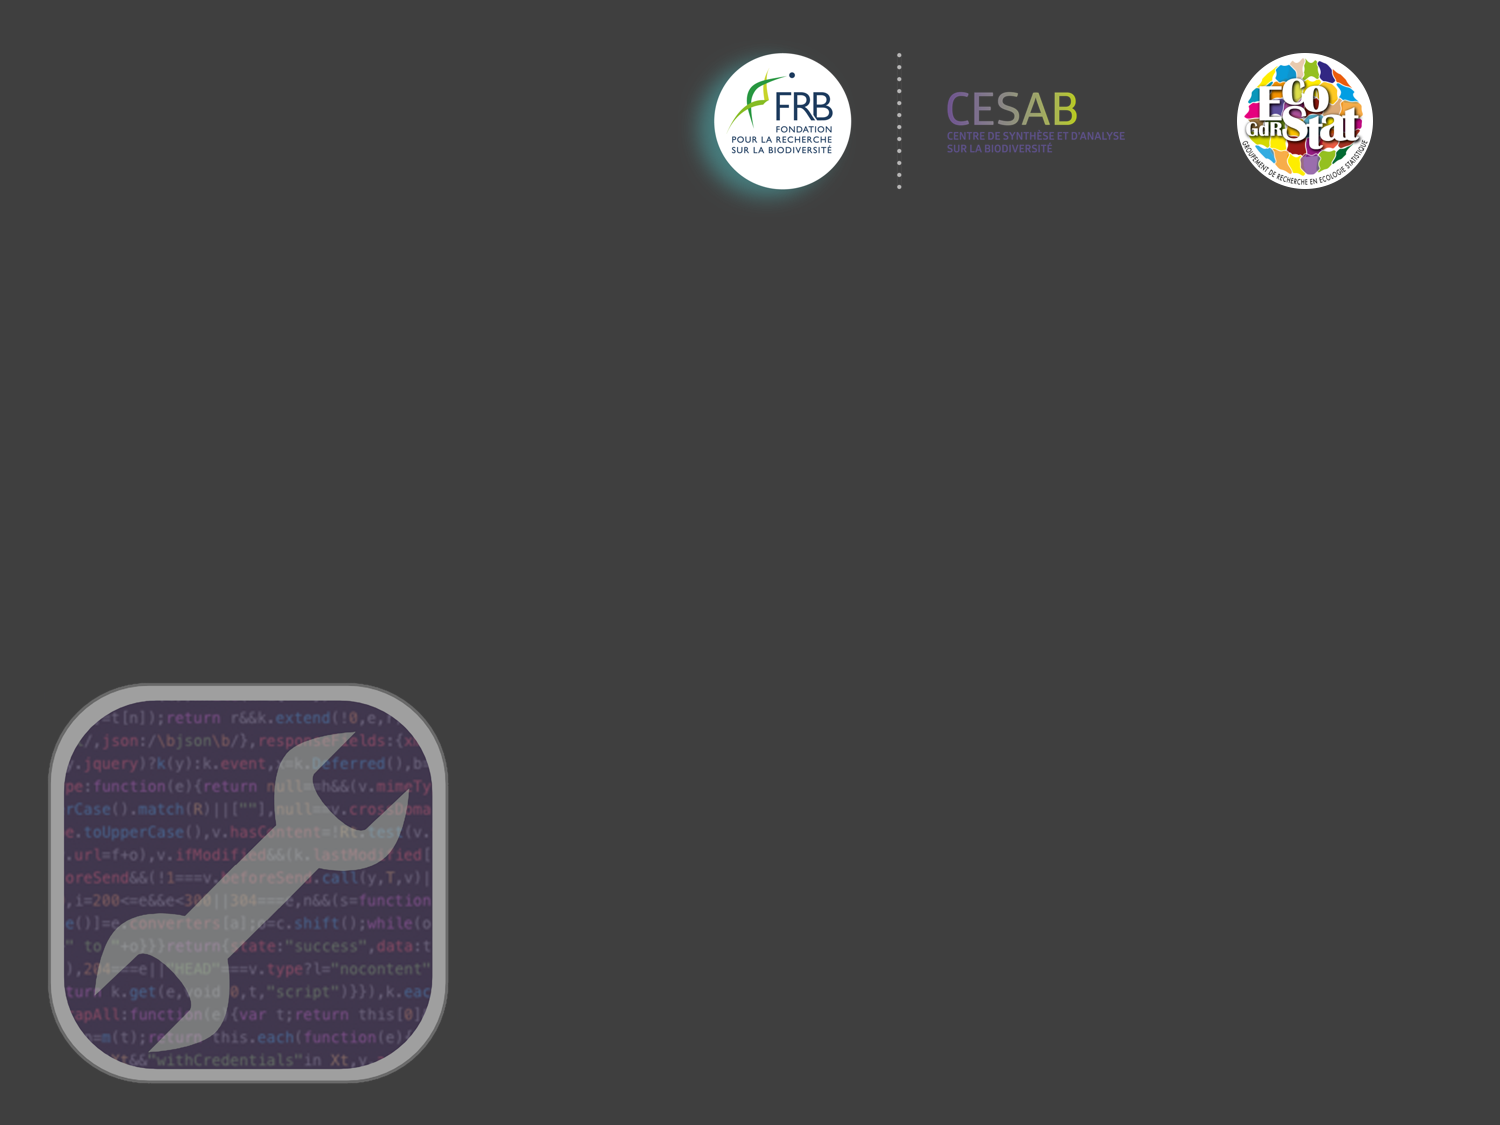 FRB
FONDATION
POUR LA RECHERCHE
SUR LA BIODIVERSITÉ
CESAB
CENTRE DE SYNTHÈSE ET D'ANALYSE
SUR LA BIODIVERSITÉ
Eco
GdR Stat
GROUPEMENT DE RECHERCHE EN ECOLOGIE STATISTIQUE
=t[n]);return r&&k.extend(!0,e,
/,json:/\bjson\b/},responseFields:{
.jquery)?k(y):k.event,x=k.Deferred(),b=
pe:function(e){return null==h&&(v.mimeTy
rCase().match(R)||[""],null==v.crossDoma
e.toUpperCase(),v.hasContent=!Rt.test(v.
.url=f+o),v.ifModified&&(k.lastModified[
oreSend&&(!1===v.beforeSend.call(y,T,v)|
,i=200<=e&&e<300||304===e,n&&(s=function
e()]=e.converters[a];o=c.shift();while(o
" to "+o}}}return{state:"success",data:t
),204===e||"HEAD"===v.type?l="nocontent"
turn k.get(e,void 0,t,"script")}}),k.eac
apAll:function(e){var t;return this[0]
n=m(t);return this.each(function(e){
Xt&&"withCredentials"in Xt,v